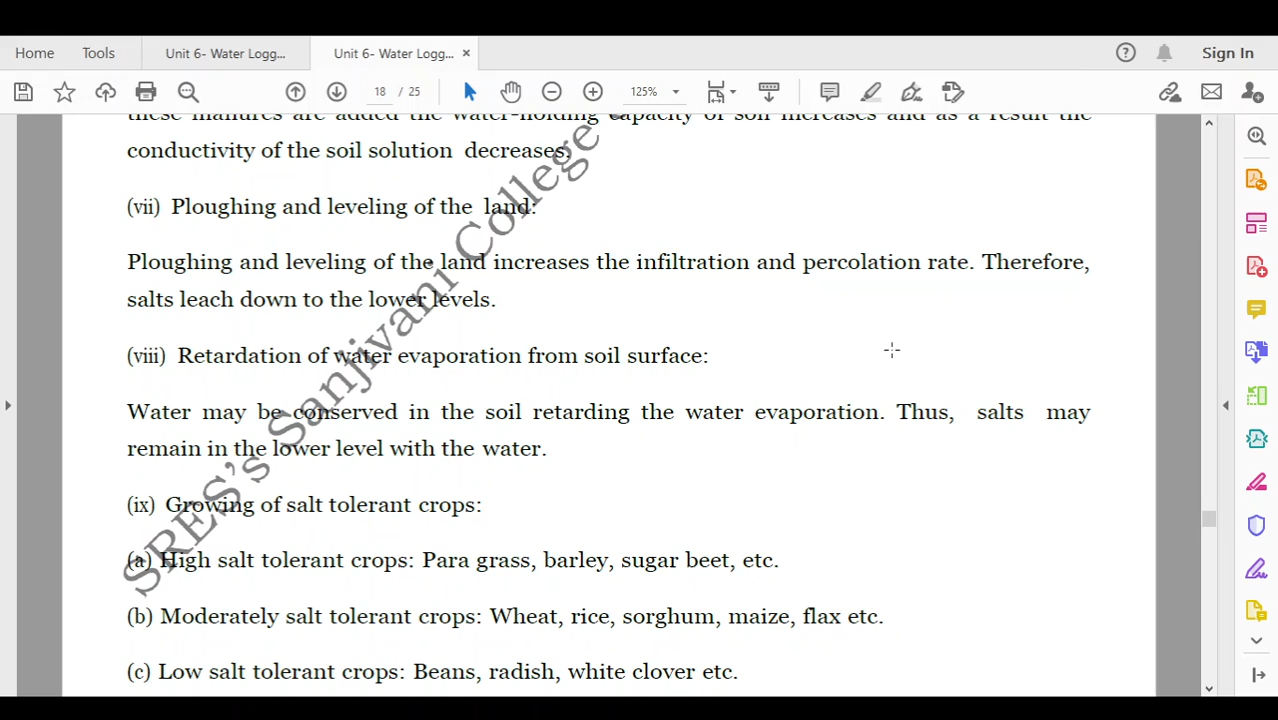 Home Tools Unit 6- Water Logg... Unit 6- Water Logg... × Sign In
18 / 25 125%
these manures are added the water-holding capacity of soil increases and as a result the
conductivity of the soil solution decreases.
(vii) Ploughing and leveling of the land:
Ploughing and leveling of the land increases the infiltration and percolation rate. Therefore,
salts leach down to the lower levels.
(viii) Retardation of water evaporation from soil surface:
Water may be conserved in the soil retarding the water evaporation. Thus, salts may
remain in the lower level with the water.
(ix) Growing of salt tolerant crops:
(a) High salt tolerant crops: Para grass, barley, sugar beet, etc.
(b) Moderately salt tolerant crops: Wheat, rice, sorghum, maize, flax etc.
(c) Low salt tolerant crops: Beans, radish, white clover etc.
SRES's Sanjivani College